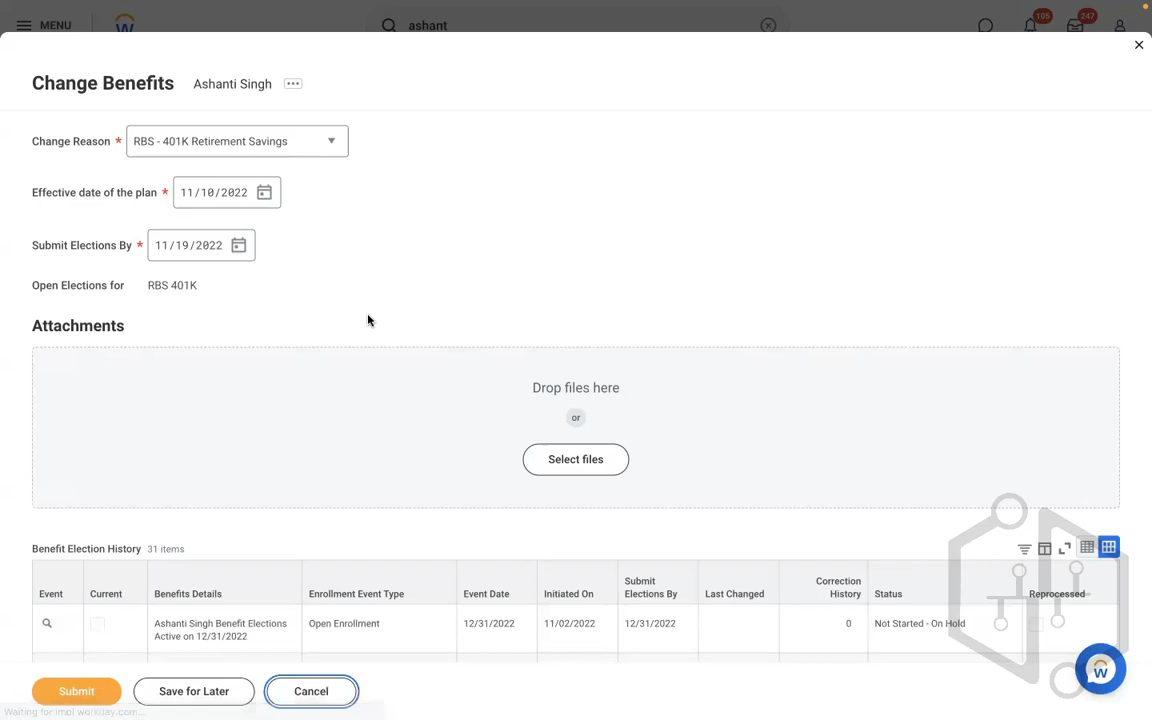 MENU
ashant
105
247
Change Benefits Ashanti Singh
Change Reason * RBS - 401K Retirement Savings
Effective date of the plan * 11/10/2022
Submit Elections By * 11/19/2022
Open Elections for RBS 401K
Attachments
Drop files here
or
Select files
Benefit Election History 31 items
Event
Current
Benefits Details
Enrollment Event Type
Event Date
Initiated On
Submit
Elections By
Last Changed
Correction
History
Status
Reprocessed
Ashanti Singh Benefit Elections
Active on 12/31/2022
Open Enrollment
12/31/2022
11/02/2022
12/31/2022
0
Not Started - On Hold
Submit
Save for Later
Cancel
Waiting for impl.workday.com...